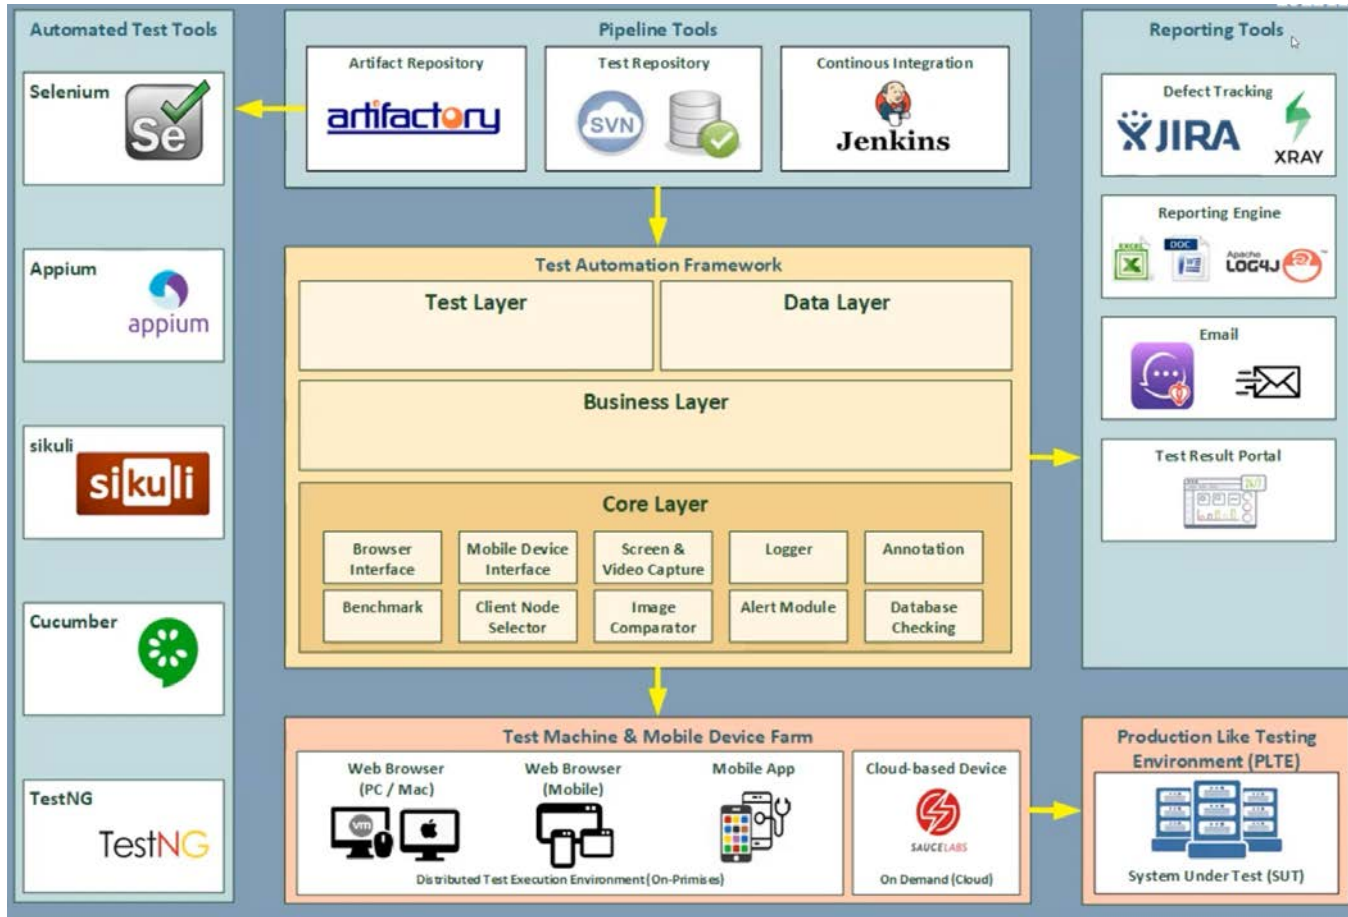 Automated Test Tools
Selenium
Se
Appium
appium
sikuli
sikuli
Cucumber
TestNG
TestNG
Pipeline Tools
Artifact Repository
artifactory
Test Repository
SVN
Continous Integration
Jenkins
Test Automation Framework
Test Layer
Data Layer
Business Layer
Core Layer
Browser
Interface
Mobile Device
Interface
Screen &
Video Capture
Logger
Annotation
Benchmark
Client Node
Selector
Image
Comparator
Alert Module
Database
Checking
Test Machine & Mobile Device Farm
Web Browser
(PC / Mac)
vm
Web Browser
(Mobile)
Mobile App
Distributed Test Execution Environment(On-Primises)
Cloud-based Device
SAUCELABS
On Demand (Cloud)
Reporting Tools
Defect Tracking
JIRA
XRAY
Reporting Engine
EXCEL
X
DOC
W
Apache
LOG4J
™
Email
Test Result Portal
Production Like Testing
Environment (PLTE)
System Under Test (SUT)